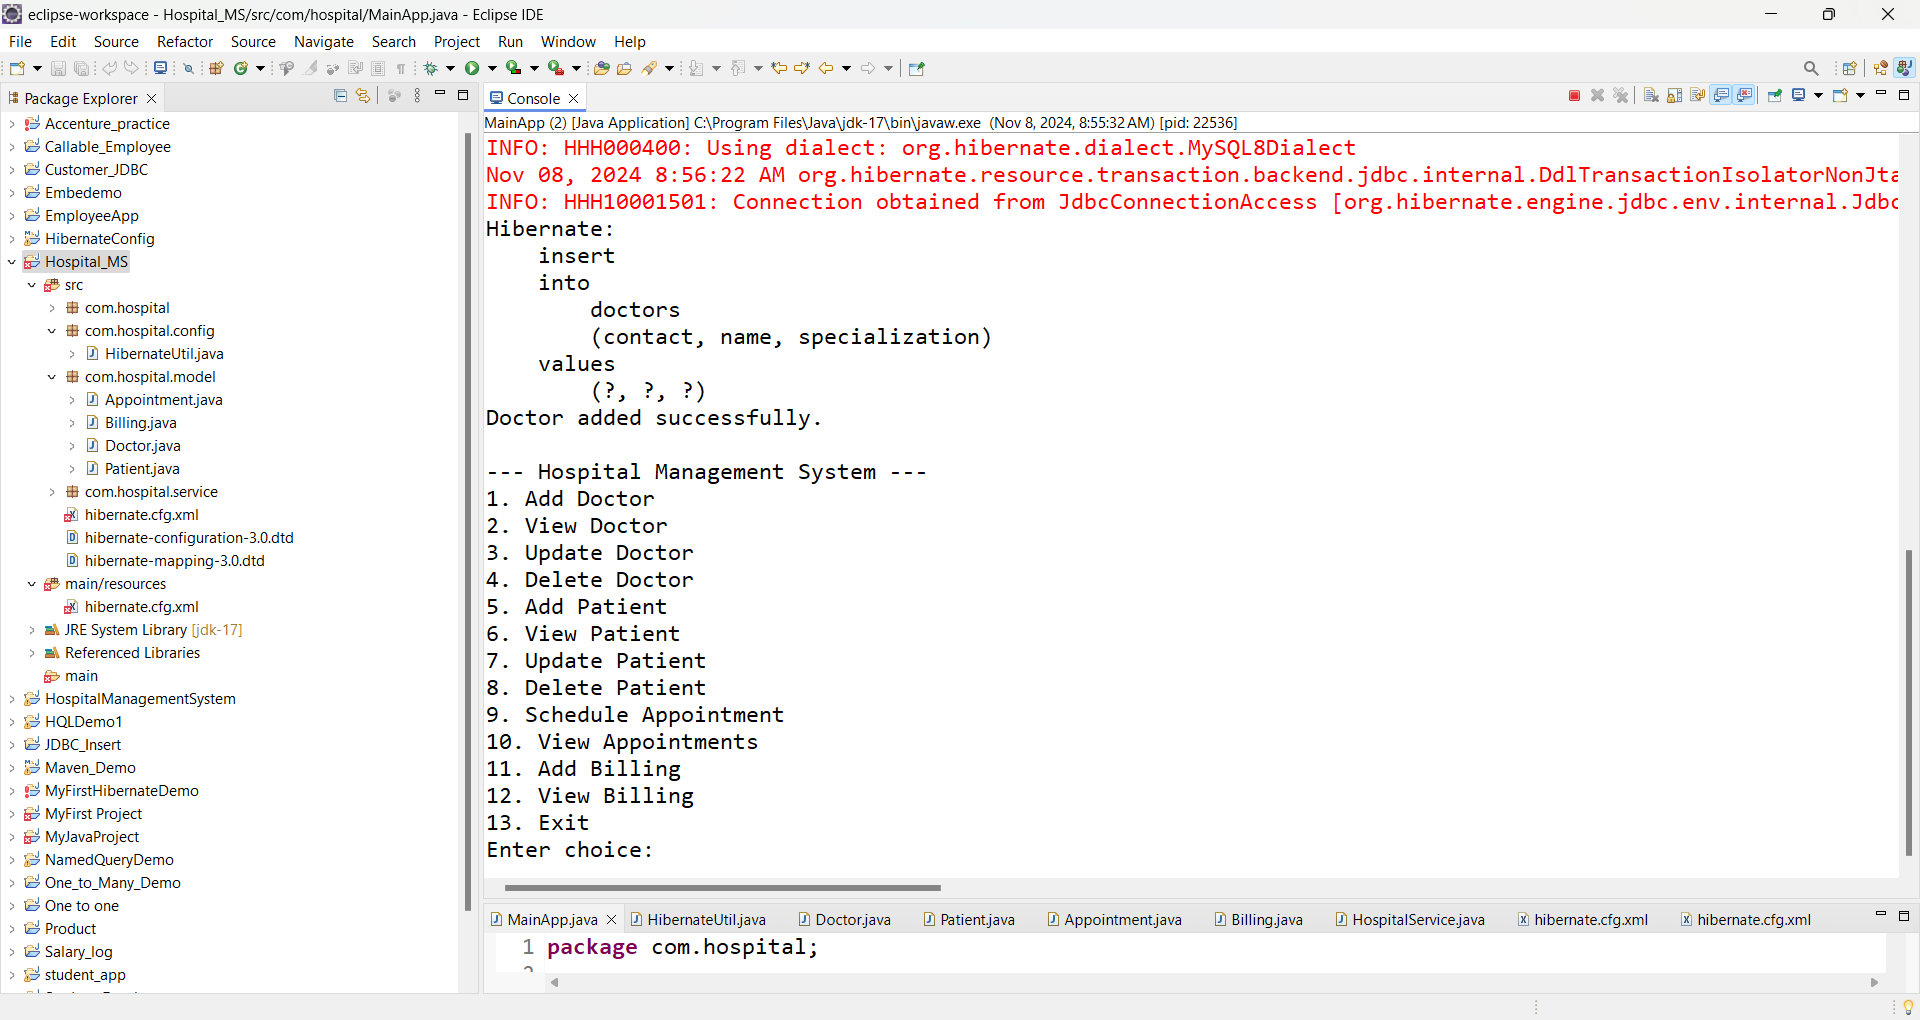 eclipse-workspace - Hospital_MS/src/com/hospital/MainApp.java - Eclipse IDE
File Edit Source Refactor Source Navigate Search Project Run Window Help
Package Explorer
Accenture_practice
Callable_Employee
Customer_JDBC
Embedemo
EmployeeApp
HibernateConfig
Hospital_MS
src
com.hospital
com.hospital.config
HibernateUtil.java
com.hospital.model
Appointment.java
Billing.java
Doctor.java
Patient.java
com.hospital.service
hibernate.cfg.xml
hibernate-configuration-3.0.dtd
hibernate-mapping-3.0.dtd
main/resources
hibernate.cfg.xml
JRE System Library [jdk-17]
Referenced Libraries
main
HospitalManagementSystem
HQLDemo1
JDBC_Insert
Maven_Demo
MyFirstHibernateDemo
MyFirst Project
MyJavaProject
NamedQueryDemo
One_to_Many_Demo
One to one
Product
Salary_log
student_app
Console
MainApp (2) [Java Application] C:\Program Files\Java\jdk-17\bin\javaw.exe (Nov 8, 2024, 8:55:32 AM) [pid: 22536]
INFO: HHH000400: Using dialect: org.hibernate.dialect.MySQL8Dialect
Nov 08, 2024 8:56:22 AM org.hibernate.resource.transaction.backend.jdbc.internal.DdlTransactionIsolatorNonJta
INFO: HHH10001501: Connection obtained from JdbcConnectionAccess [org.hibernate.engine.jdbc.env.internal.Jdbc
Hibernate:
insert
into
doctors
(contact, name, specialization)
values
(?, ?, ?)
Doctor added successfully.
--- Hospital Management System ---
1. Add Doctor
2. View Doctor
3. Update Doctor
4. Delete Doctor
5. Add Patient
6. View Patient
7. Update Patient
8. Delete Patient
9. Schedule Appointment
10. View Appointments
11. Add Billing
12. View Billing
13. Exit
Enter choice:
MainApp.java HibernateUtil.java Doctor.java Patient.java Appointment.java Billing.java HospitalService.java hibernate.cfg.xml hibernate.cfg.xml
1 package com.hospital;